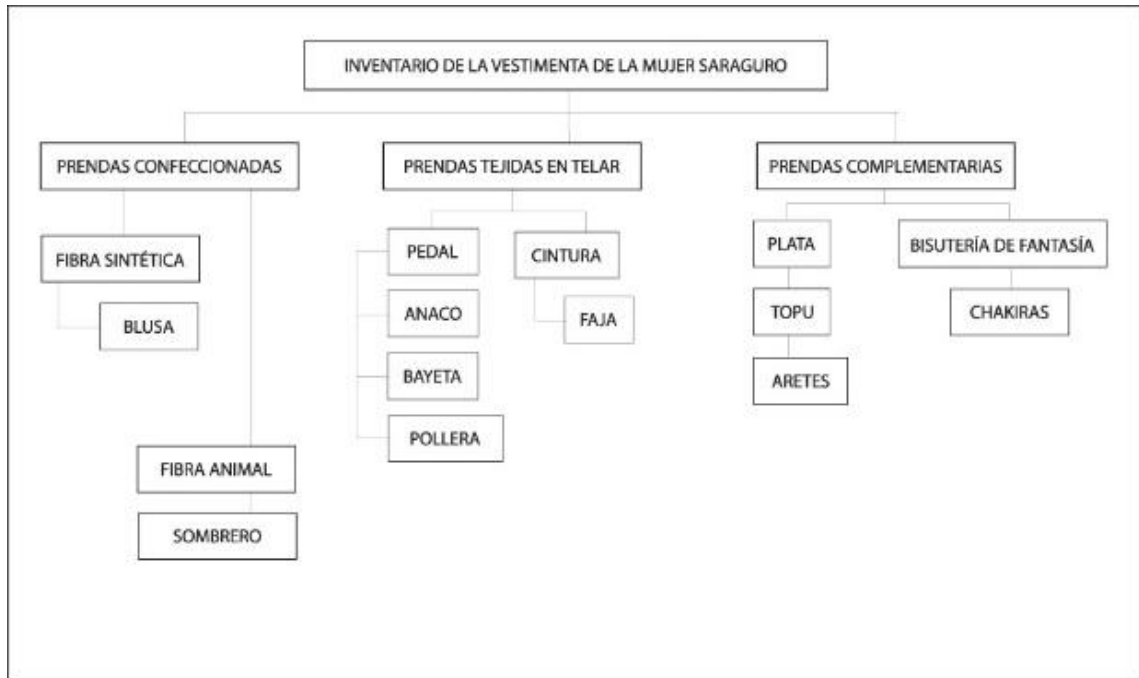 INVENTARIO DE LA VESTIMENTA DE LA MUJER SARAGURO
PRENDAS CONFECCIONADAS
FIBRA SINTÉTICA
BLUSA
FIBRA ANIMAL
SOMBRERO
PRENDAS TEJIDAS EN TELAR
PEDAL
ANACO
BAYETA
POLLERA
CINTURA
FAJA
PRENDAS COMPLEMENTARIAS
PLATA
TOPU
ARETES
BISUTERÍA DE FANTASÍA
CHAKIRAS